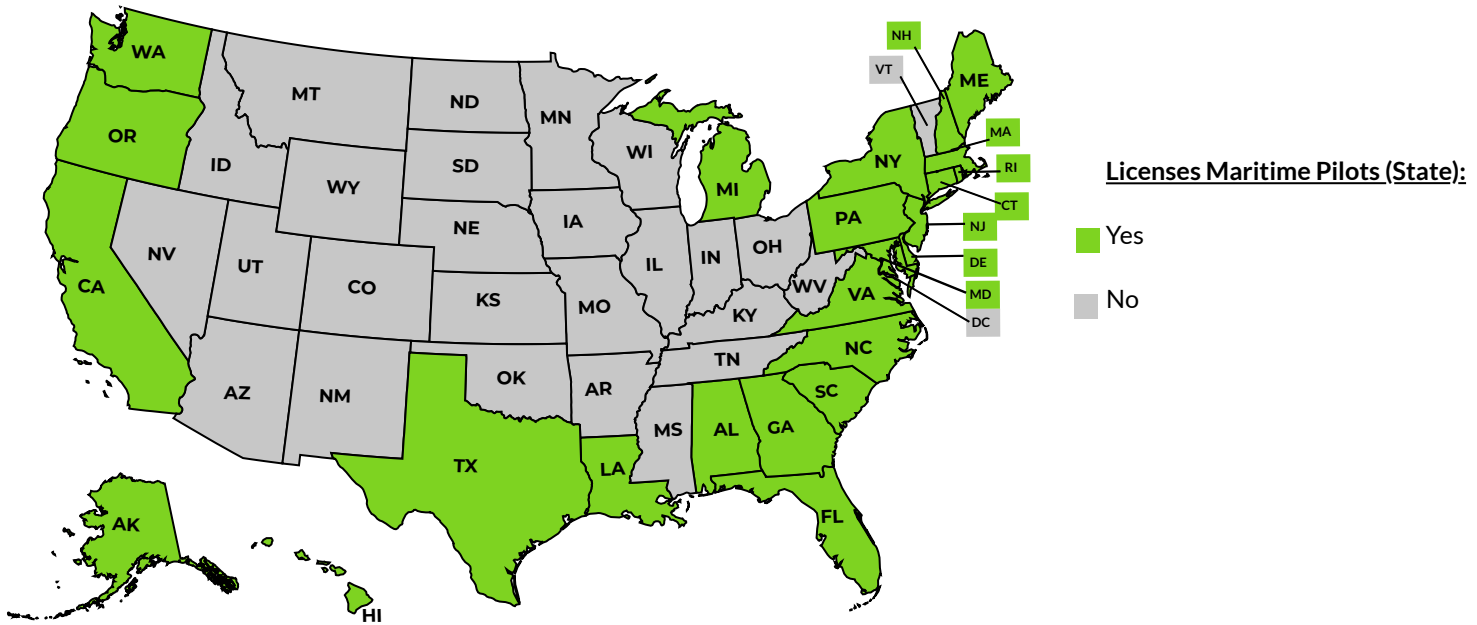 NH
WA
VT
ME
MT
ND
MN
MA
OR
WI
NY
ID
SD
RI
Licenses Maritime Pilots (State):
WY
MI
CT
PA
IA
NE
NJ
Yes
NV
OH
IN
UT
IL
DE
CO
CA
WV
VA
MD
No
KS
MO
KY
DC
NC
TN
OK
AR
SC
AZ
NM
MS
AL
GA
TX
LA
FL
AK
HI